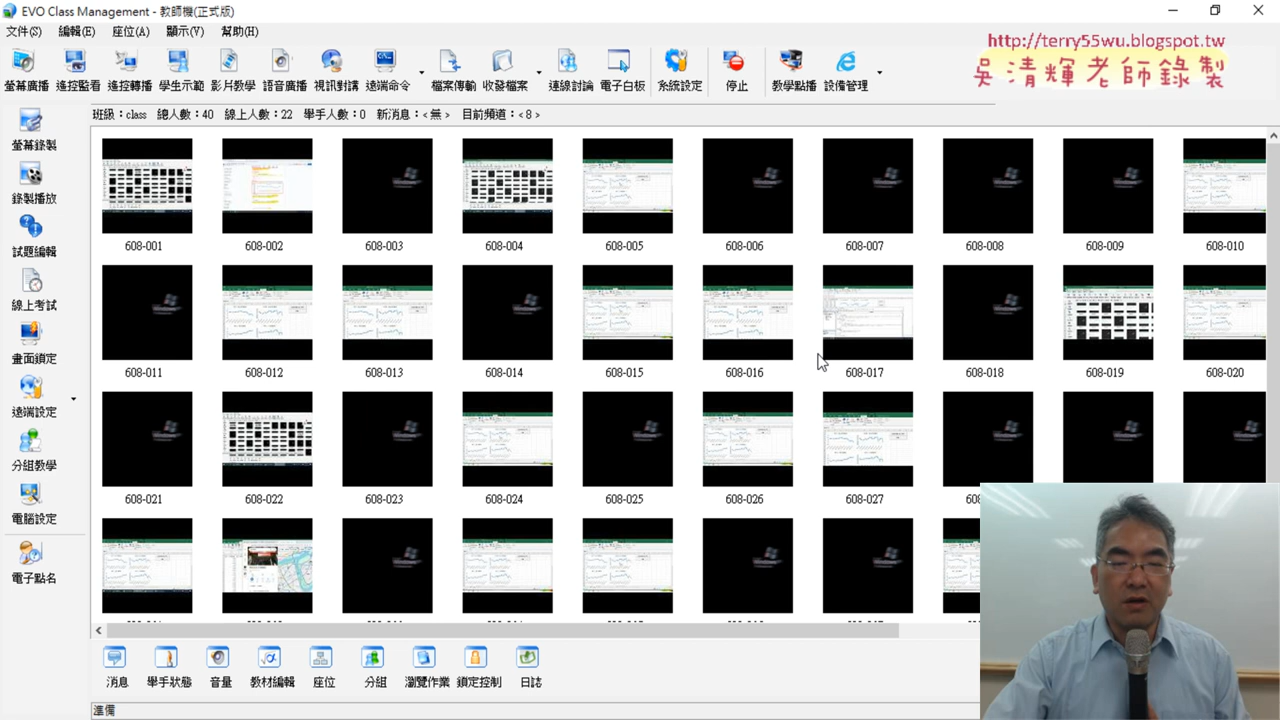 EVO Class Management - 教師機(正式版)
文件(S) 編輯(E) 座位(A) 顯示(V) 幫助(H)
http://terry55wu.blogspot.tw
吳清輝老師錄製
螢幕廣播 遙控監看 遙控轉播 學生示範 影片教學 語音廣播 視訊對講 遠端命令 檔案傳輸 收發檔案 連線討論 電子白板 系統設定 停止 教學點播 設備管理
班級：class 總人數：40 線上人數：22 舉手人數：0 新消息：< 無 > 目前頻道：< 8 >
螢幕錄製
錄製播放
試題編輯
線上考試
畫面鎖定
遠端設定
分組教學
電腦設定
電子點名
608-001 608-002 608-003 608-004 608-005 608-006 608-007 608-008 608-009 608-010
608-011 608-012 608-013 608-014 608-015 608-016 608-017 608-018 608-019 608-020
608-021 608-022 608-023 608-024 608-025 608-026 608-027
消息 舉手狀態 音量 教材編輯 座位 分組 瀏覽作業 鎖定控制 日誌
準備